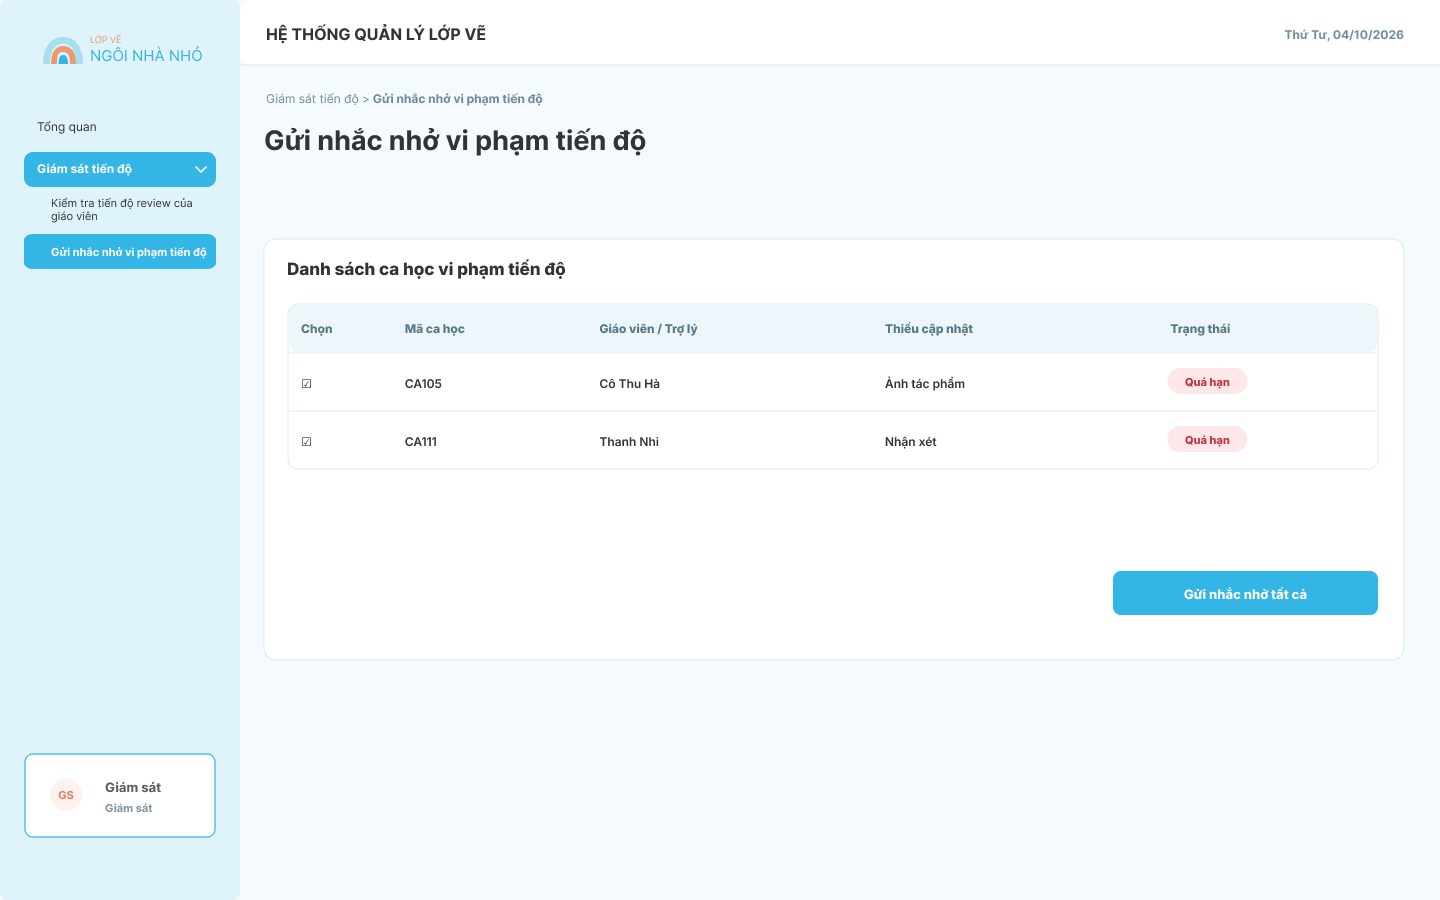 LỚP VẼ
NGÔI NHÀ NHỎ
HỆ THỐNG QUẢN LÝ LỚP VẼ
Thứ Tư, 04/10/2026
Tổng quan
Giám sát tiến độ
Kiểm tra tiến độ review của
giáo viên
Gửi nhắc nhở vi phạm tiến độ
Giám sát tiến độ > Gửi nhắc nhở vi phạm tiến độ
Gửi nhắc nhở vi phạm tiến độ
Danh sách ca học vi phạm tiến độ
Chọn Mã ca học Giáo viên / Trợ lý Thiếu cập nhật Trạng thái
☑ CA105 Cô Thu Hà Ảnh tác phẩm Quá hạn
☑ CA111 Thanh Nhi Nhận xét Quá hạn
Gửi nhắc nhở tất cả
GS
Giám sát
Giám sát